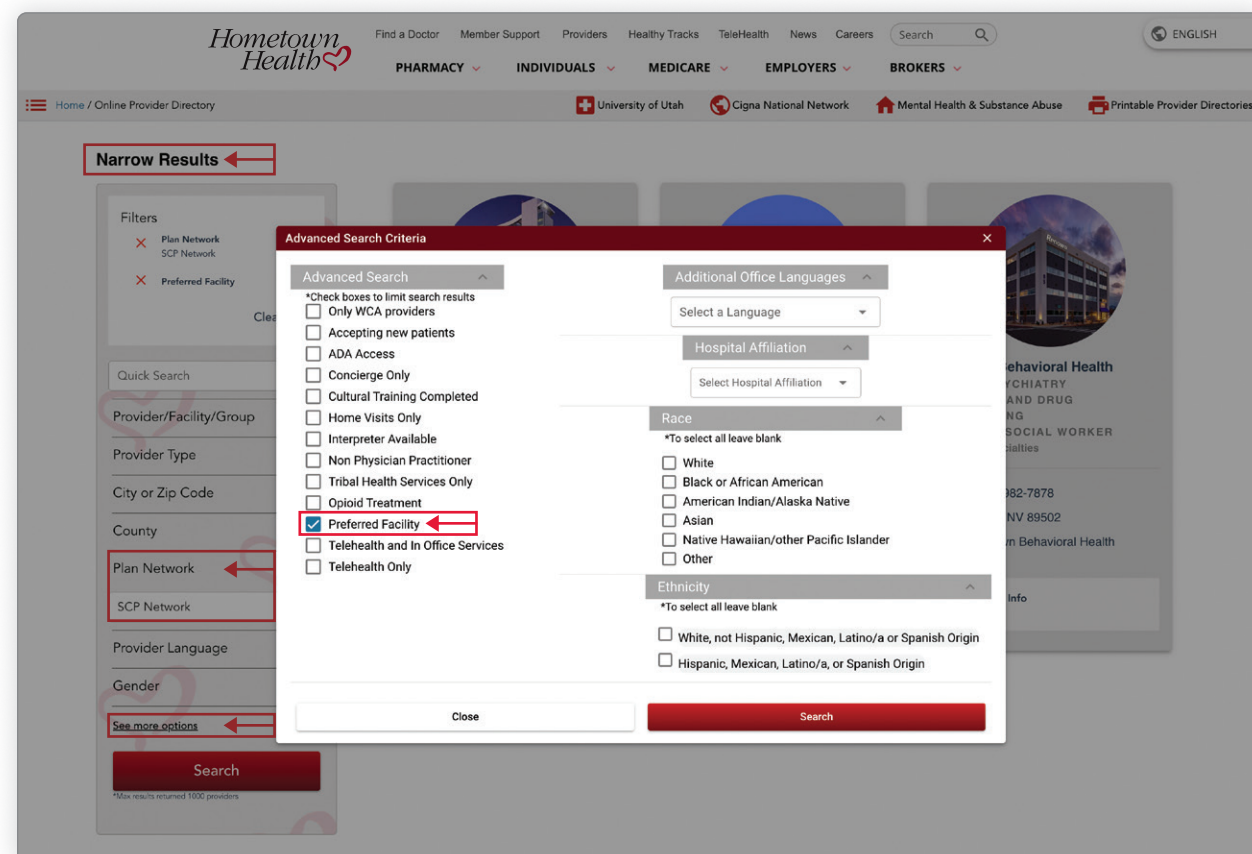 Hometown
Health
Find a Doctor Member Support Providers Healthy Tracks TeleHealth News Careers Search
ENGLISH
PHARMACY INDIVIDUALS MEDICARE EMPLOYERS BROKERS
Home / Online Provider Directory
University of Utah Cigna National Network Mental Health & Substance Abuse Printable Provider Directories
Narrow Results
Filters
Plan Network
SCP Network
Preferred Facility
Clea
Quick Search
Provider/Facility/Group
Provider Type
City or Zip Code
County
Plan Network
SCP Network
Provider Language
Gender
See more options
Search
*Max results returned 1000 providers
Advanced Search Criteria
Advanced Search
*Check boxes to limit search results
Only WCA providers
Accepting new patients
ADA Access
Concierge Only
Cultural Training Completed
Home Visits Only
Interpreter Available
Non Physician Practitioner
Tribal Health Services Only
Opioid Treatment
Preferred Facility
Telehealth and In Office Services
Telehealth Only
Additional Office Languages
Select a Language
Hospital Affiliation
Select Hospital Affiliation
Race
*To select all leave blank
White
Black or African American
American Indian/Alaska Native
Asian
Native Hawaiian/other Pacific Islander
Other
Ethnicity
*To select all leave blank
White, not Hispanic, Mexican, Latino/a or Spanish Origin
Hispanic, Mexican, Latino/a, or Spanish Origin
Close
Search
ehavioral Health
YCHIATRY
AND DRUG
NG
SOCIAL WORKER
cialties
982-7878
NV 89502
n Behavioral Health
Info